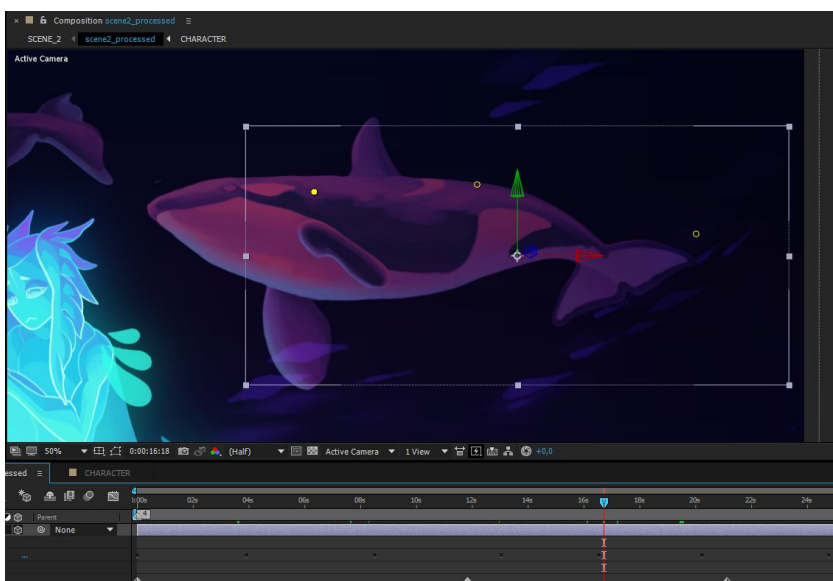 × Composition scene2_processed ≡
SCENE_2 scene2_processed CHARACTER
Active Camera
50% 0:00:16:18 (Half) Active Camera 1 View +0,0
essed ≡ CHARACTER
02s 04s 06s 08s 10s 12s 14s 16s 18s 20s 22s 24s
Parent 4
None
...